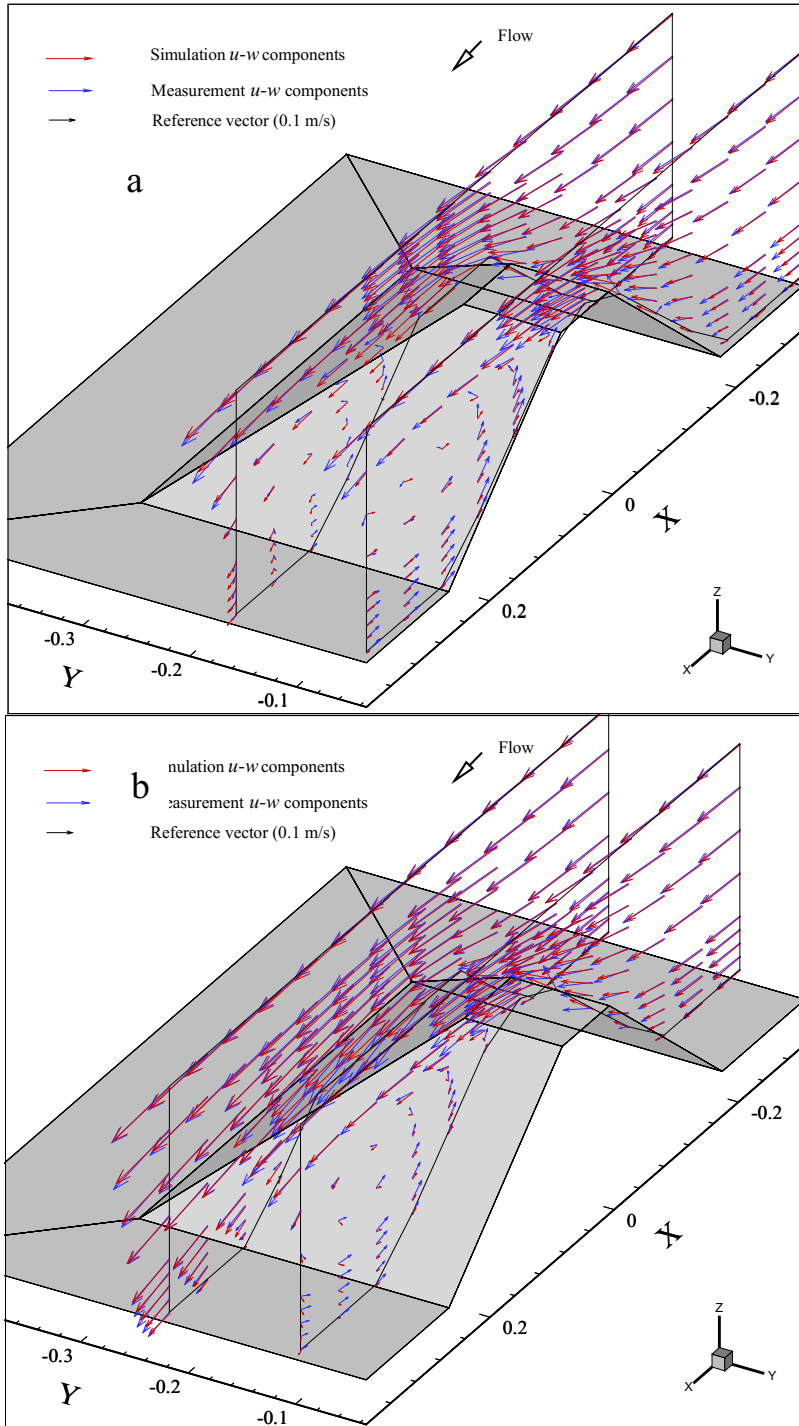 Flow
Simulation u-w components
Measurement u-w components
Reference vector (0.1 m/s)
a
-0.2
0
X
0.2
-0.3
-0.2
-0.1
Y
Z
X
Y
Flow
b
nulation u-w components
easurement u-w components
Reference vector (0.1 m/s)
-0.2
0
X
0.2
-0.3
-0.2
-0.1
Y
Z
X
Y